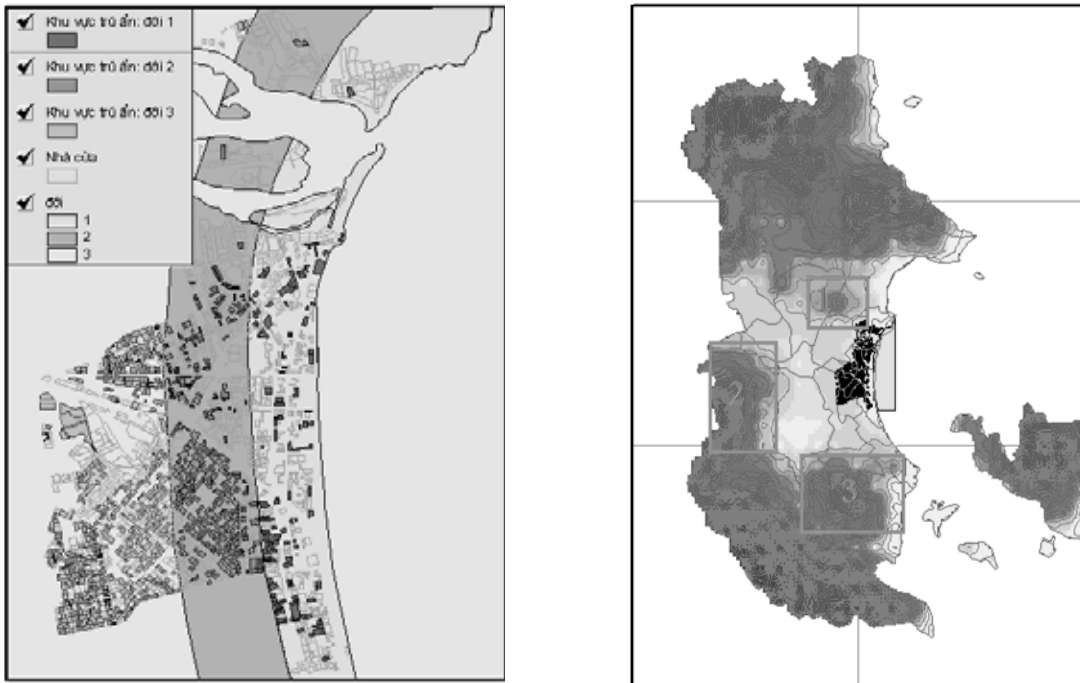 Khu vực trú ẩn: đới 1
Khu vực trú ẩn: đới 2
Khu vực trú ẩn: đới 3
Nhà cửa
đới
1
2
3
1
2
3